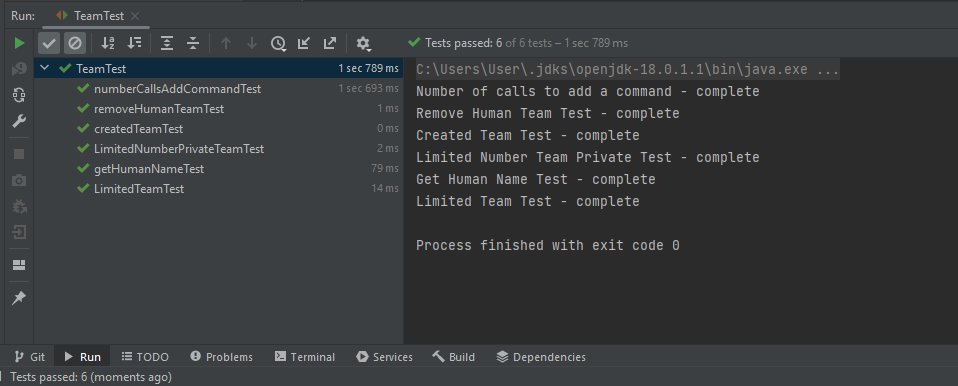 Run: TeamTest
Tests passed: 6 of 6 tests – 1 sec 789 ms
TeamTest 1 sec 789 ms
numberCallsAddCommandTest 1 sec 693 ms
removeHumanTeamTest 1 ms
createdTeamTest 0 ms
LimitedNumberPrivateTeamTest 2 ms
getHumanNameTest 79 ms
LimitedTeamTest 14 ms
C:\Users\User\.jdks\openjdk-18.0.1.1\bin\java.exe ...
Number of calls to add a command - complete
Remove Human Team Test - complete
Created Team Test - complete
Limited Number Team Private Test - complete
Get Human Name Test - complete
Limited Team Test - complete
Process finished with exit code 0
Git Run TODO Problems Terminal Services Build Dependencies
Tests passed: 6 (moments ago)